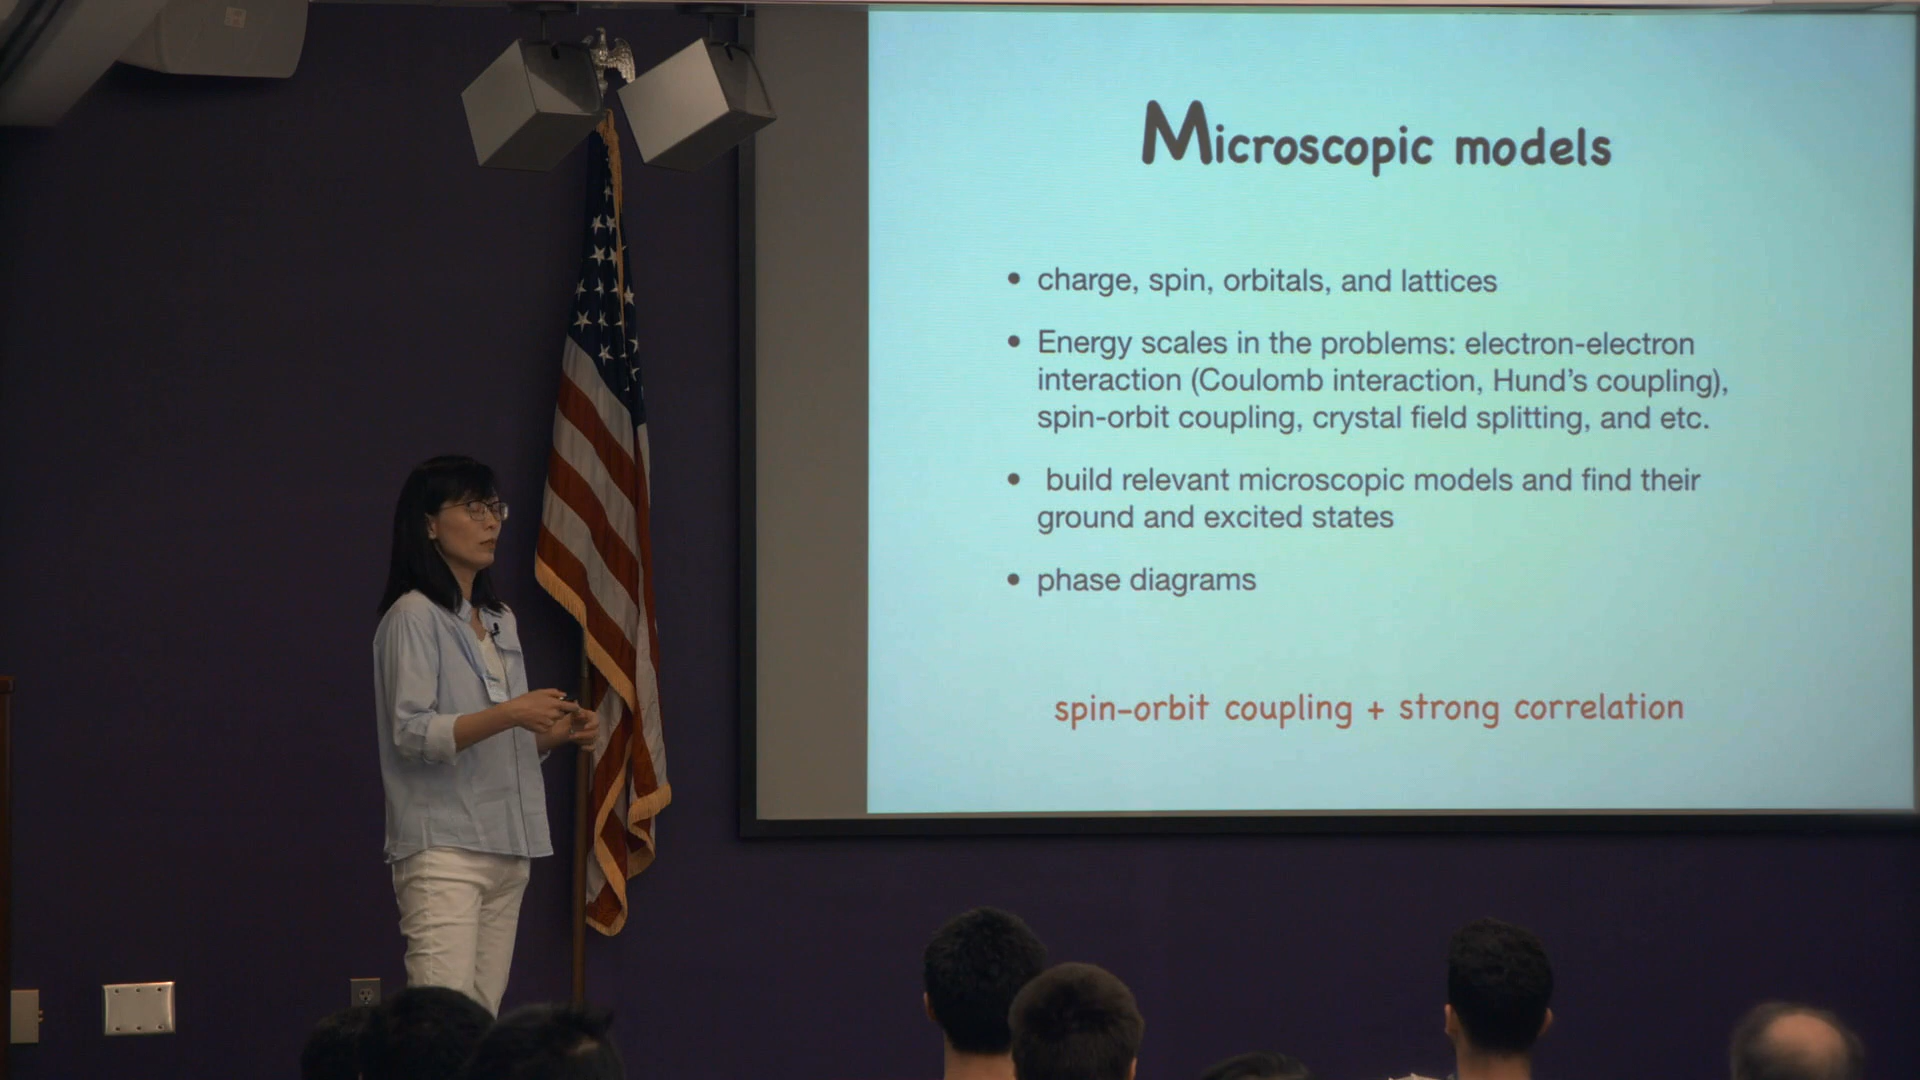 Microscopic models
• charge, spin, orbitals, and lattices
• Energy scales in the problems: electron-electron
interaction (Coulomb interaction, Hund's coupling),
spin-orbit coupling, crystal field splitting, and etc.
• build relevant microscopic models and find their
ground and excited states
• phase diagrams
spin-orbit coupling + strong correlation